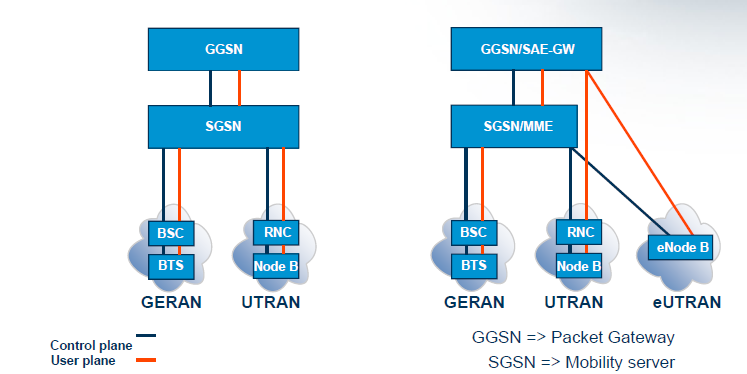 GGSN
GGSN/SAE-GW
SGSN
SGSN/MME
BSC
RNC
BSC
RNC
eNode B
BTS
Node B
BTS
Node B
GERAN
UTRAN
GERAN
UTRAN
eUTRAN
Control plane
User plane
GGSN => Packet Gateway
SGSN => Mobility server